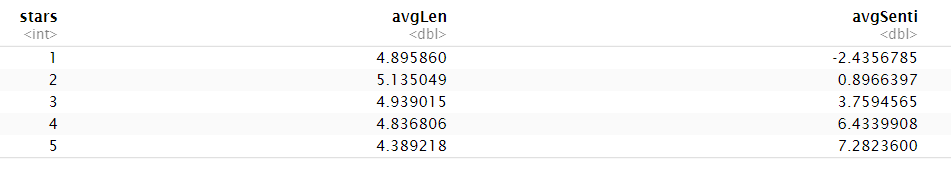 stars avgLen avgSenti
<int> <dbl> <dbl>
1 4.895860 -2.4356785
2 5.135049 0.8966397
3 4.939015 3.7594565
4 4.836806 6.4339908
5 4.389218 7.2823600